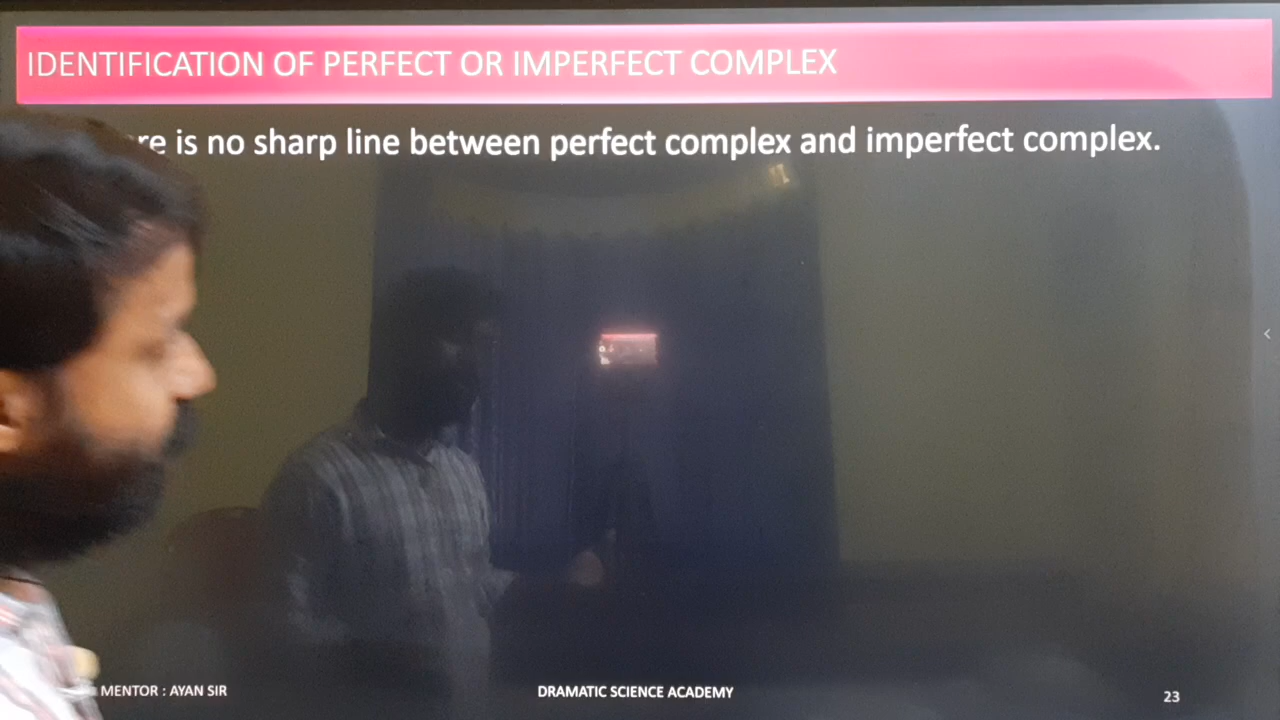 IDENTIFICATION OF PERFECT OR IMPERFECT COMPLEX
is no sharp line between perfect complex and imperfect complex.
MENTOR : AYAN SIR
DRAMATIC SCIENCE ACADEMY
23